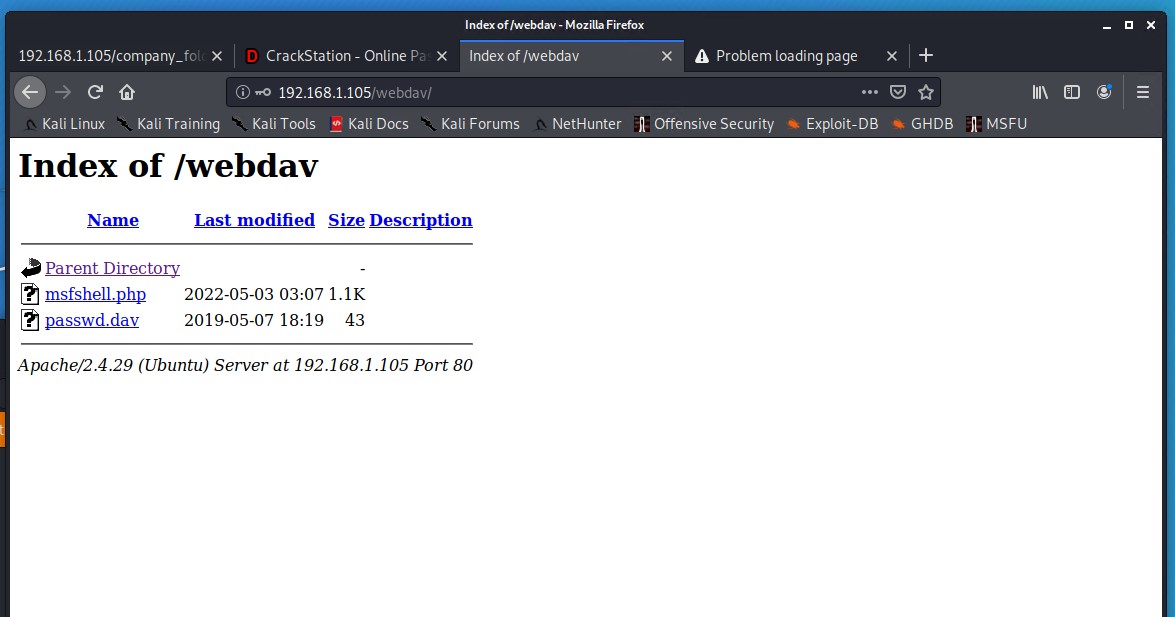 Index of /webdav - Mozilla Firefox
192.168.1.105/company_fol D CrackStation - Online Pa Index of /webdav Problem loading page
192.168.1.105/webdav/
Kali Linux Kali Training Kali Tools Kali Docs Kali Forums NetHunter Offensive Security Exploit-DB GHDB MSFU
Index of /webdav
Name Last modified Size Description
Parent Directory -
msfshell.php 2022-05-03 03:07 1.1K
passwd.dav 2019-05-07 18:19 43
Apache/2.4.29 (Ubuntu) Server at 192.168.1.105 Port 80